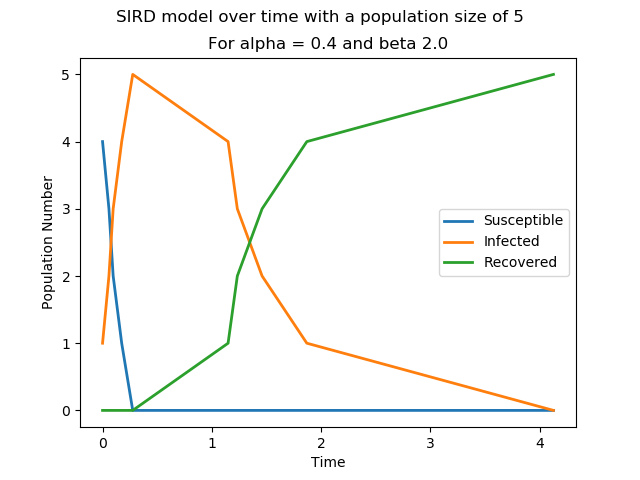 SIRD model over time with a population size of 5
For alpha = 0.4 and beta 2.0
Population Number
5
4
3
2
1
0
Susceptible
Infected
Recovered
0
1
2
3
4
Time